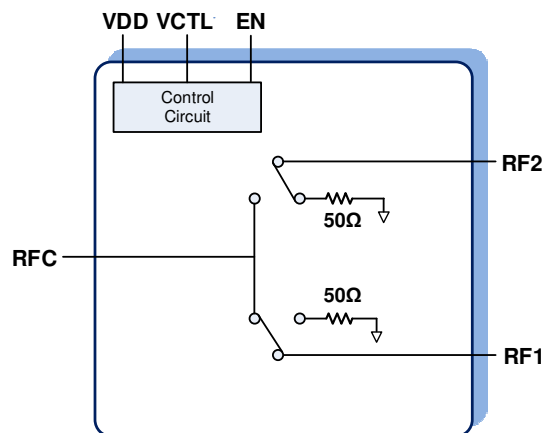 VDD VCTL EN
Control
Circuit
RF2
50Ω
RFC
50Ω
RF1